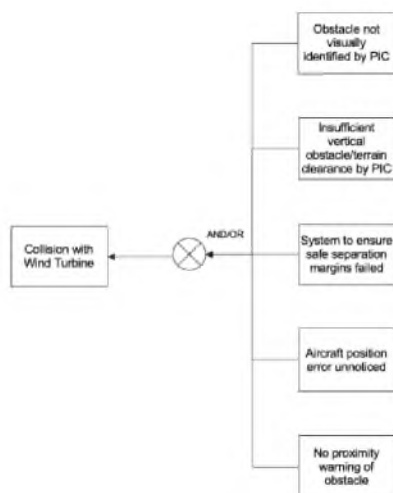 Obstacle not
visually
identified by PIC
Insufficient
vertical
obstacle/terrain
clearance by PIC
AND/OR
Collision with
Wind Turbine
System to ensure
safe separation
margins failed
Aircraft position
error unnoticed
No proximity
warning of
obstacle